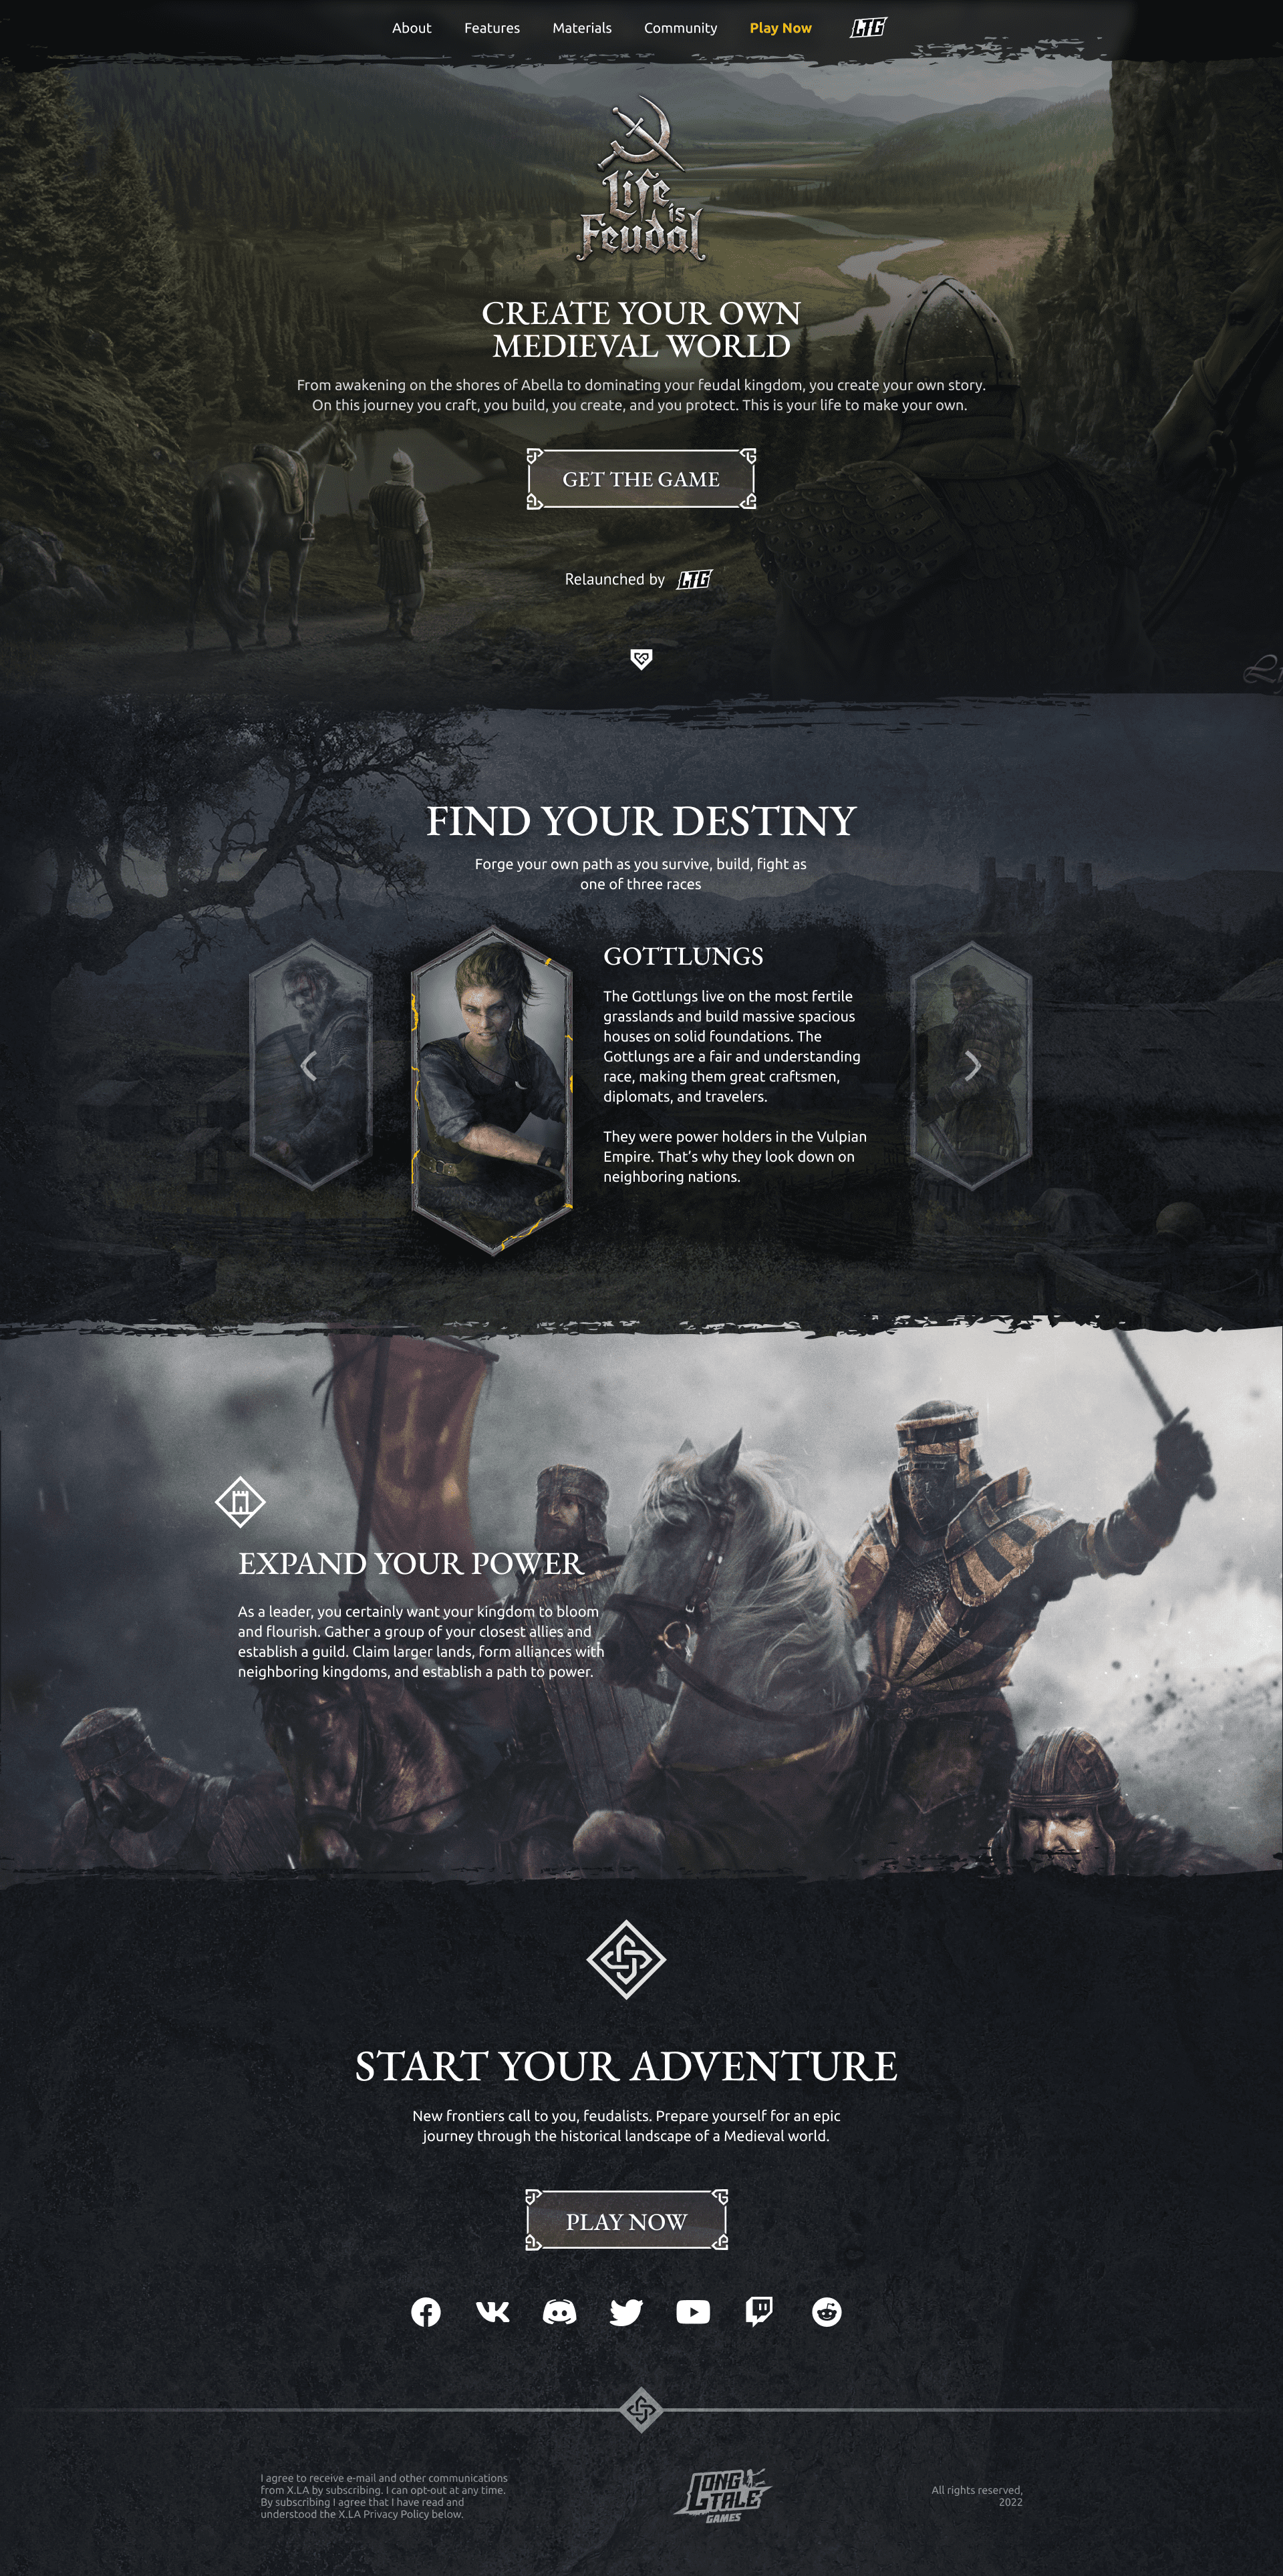 About Features Materials Community Play Now LTG
Life
is
Feudal
CREATE YOUR OWN
MEDIEVAL WORLD
From awakening on the shores of Abella to dominating your feudal kingdom, you create your own story.
On this journey you craft, you build, you create, and you protect. This is your life to make your own.
GET THE GAME
Relaunched by LTG
FIND YOUR DESTINY
Forge your own path as you survive, build, fight as
one of three races
GOTTLUNGS
The Gottlungs live on the most fertile
grasslands and build massive spacious
houses on solid foundations. The
Gottlungs are a fair and understanding
race, making them great craftsmen,
diplomats, and travelers.
They were power holders in the Vulpian
Empire. That’s why they look down on
neighboring nations.
EXPAND YOUR POWER
As a leader, you certainly want your kingdom to bloom
and flourish. Gather a group of your closest allies and
establish a guild. Claim larger lands, form alliances with
neighboring kingdoms, and establish a path to power.
START YOUR ADVENTURE
New frontiers call to you, feudalists. Prepare yourself for an epic
journey through the historical landscape of a Medieval world.
PLAY NOW
I agree to receive e-mail and other communications
from X.LA by subscribing. I can opt-out at any time.
By subscribing I agree that I have read and
understood the X.LA Privacy Policy below.
LONG
TALE
GAMES
All rights reserved,
2022